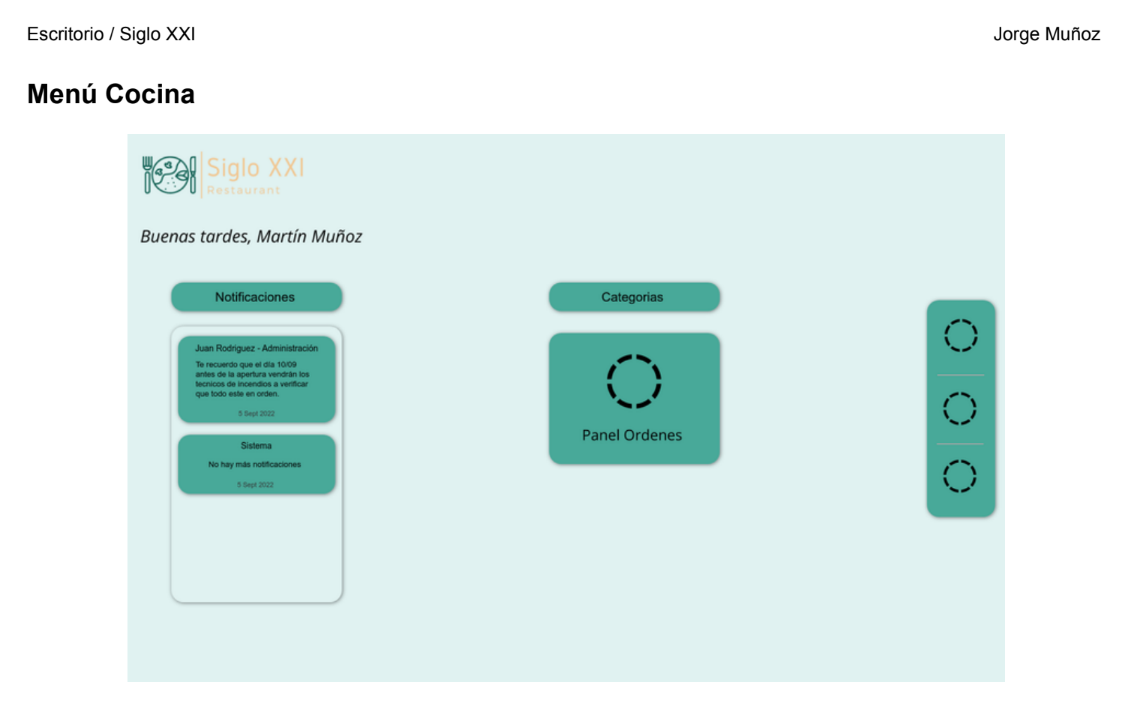 Escritorio / Siglo XXI
Jorge Muñoz
Menú Cocina
Siglo XXI
Restaurant
Buenas tardes, Martín Muñoz
Notificaciones
Juan Rodriguez - Administración
Te recuerdo que el día 10/09
antes de la apertura vendrán los
tecnicos de incendios a verificar
que todo este en orden.
5 Sept 2022
Sistema
No hay más notificaciones
5 Sept 2022
Categorias
Panel Ordenes